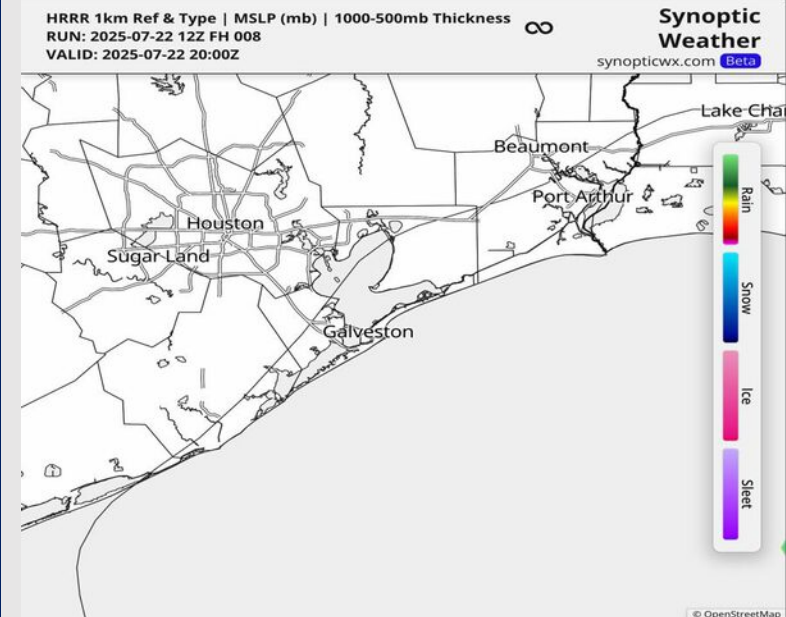 HRRR 1km Ref & Type | MSLP (mb) | 1000-500mb Thickness
RUN: 2025-07-22 12Z FH 008
VALID: 2025-07-22 20:00Z
Synoptic
Weather
synopticwx.com Beta
Lake Char
Beaumont
Port Arthur
Houston
Sugar Land
Galveston
Rain
Snow
Ice
Sleet
© OpenStreetMap